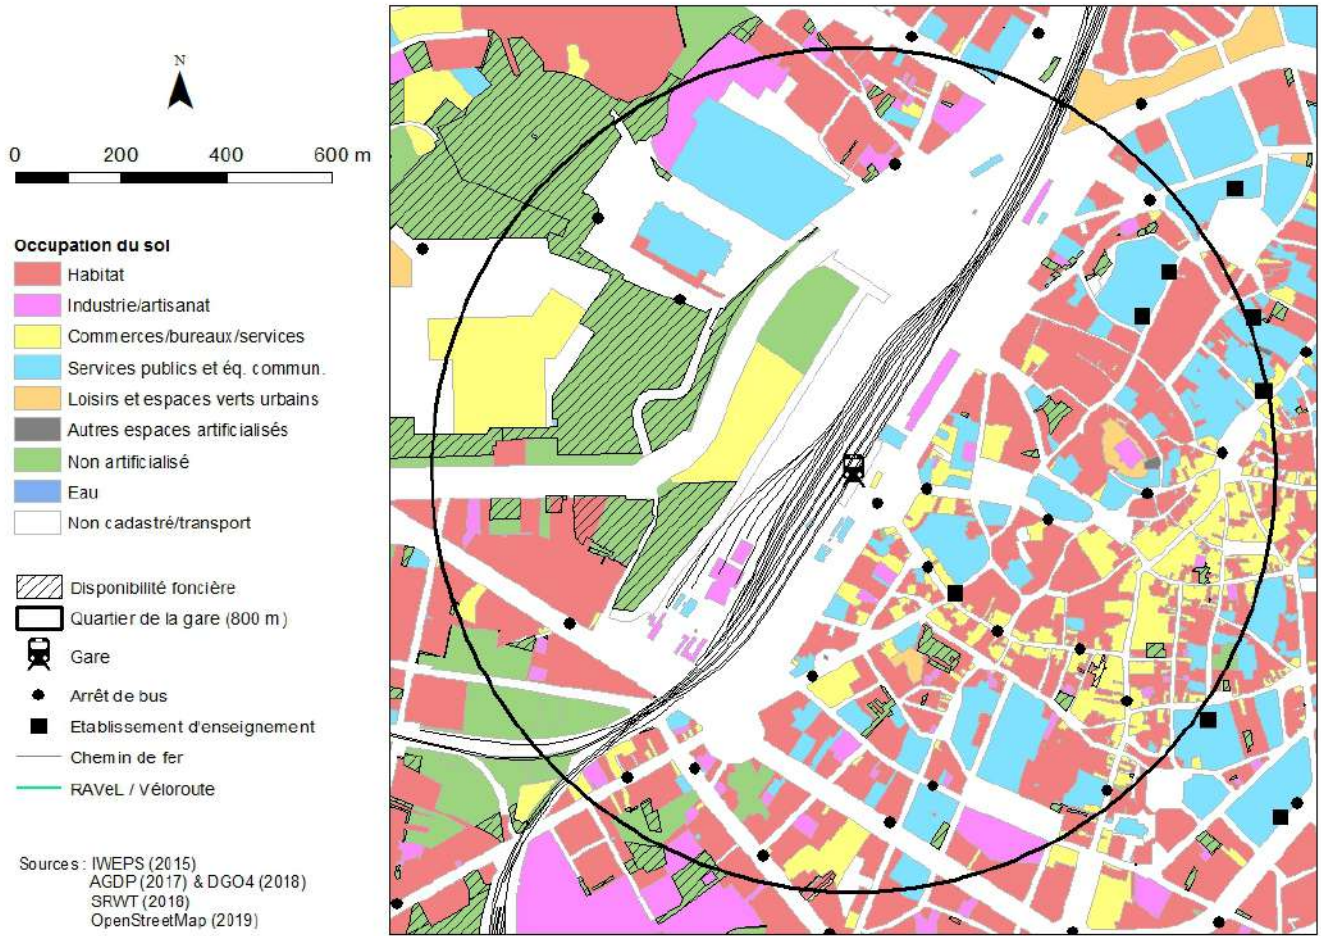 N
0 200 400 600 m
Occupation du sol
Habitat
Industrie/artisanat
Commerces/bureaux/services
Services publics et éq. commun.
Loisirs et espaces verts urbains
Autres espaces artificialisés
Non artificialisé
Eau
Non cadastré/transport
Disponibilité foncière
Quartier de la gare (800 m)
Gare
Arrêt de bus
Etablissement d'enseignement
Chemin de fer
RAVeL / Véloroute
Sources : IWEPS (2015)
AGDP (2017) & DGO4 (2018)
SRWT (2018)
OpenStreetMap (2019)